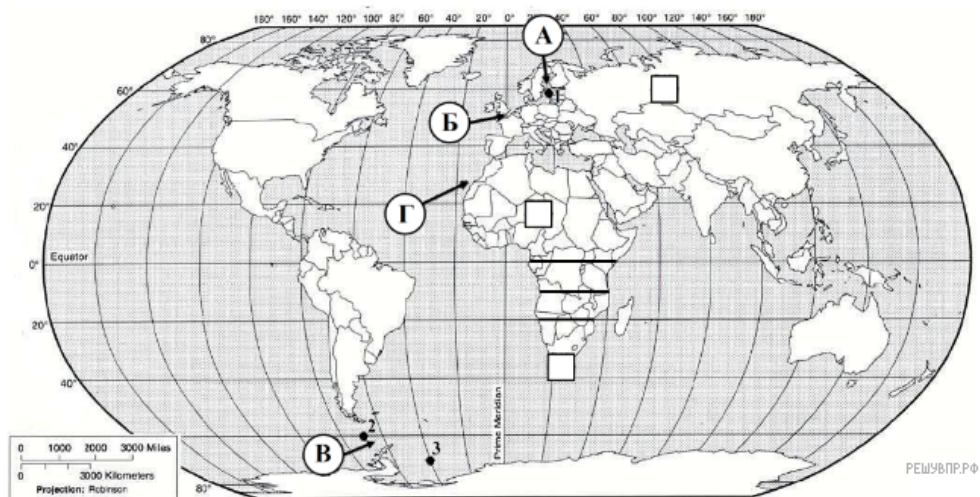 180° 160° 140° 120° 100° 80° 60° 40° 20° 0° 20° 40° 60° 80° 100° 120° 140° 160° 180°
А
80°
60°
Б
40°
Г
20°
Equator
0°
20°
40°
Prime Meridian
2
В
3
0 1000 2000 3000 Miles
0 3000 Kilometers
Projection: Robinson
80°
РЕШУВПР.РФ